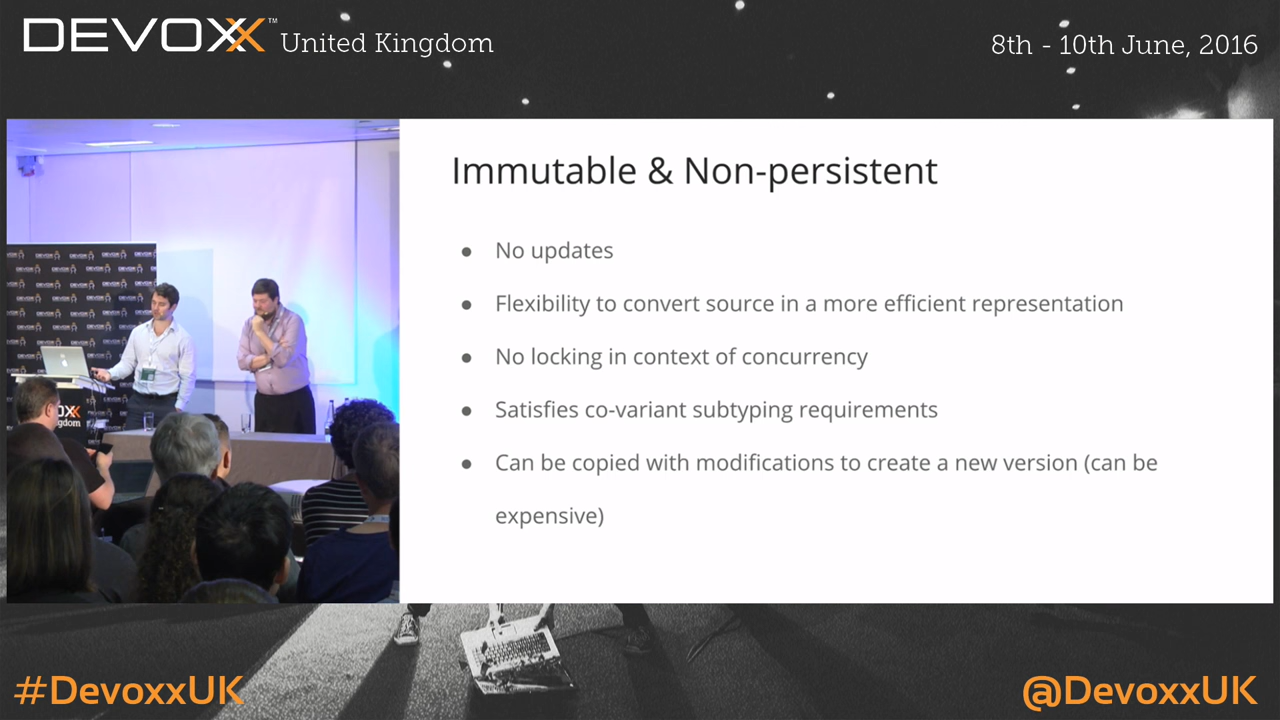 DEVOXX™ United Kingdom
8th - 10th June, 2016
Immutable & Non-persistent
● No updates
● Flexibility to convert source in a more efficient representation
● No locking in context of concurrency
● Satisfies co-variant subtyping requirements
● Can be copied with modifications to create a new version (can be
expensive)
#DevoxxUK
@DevoxxUK